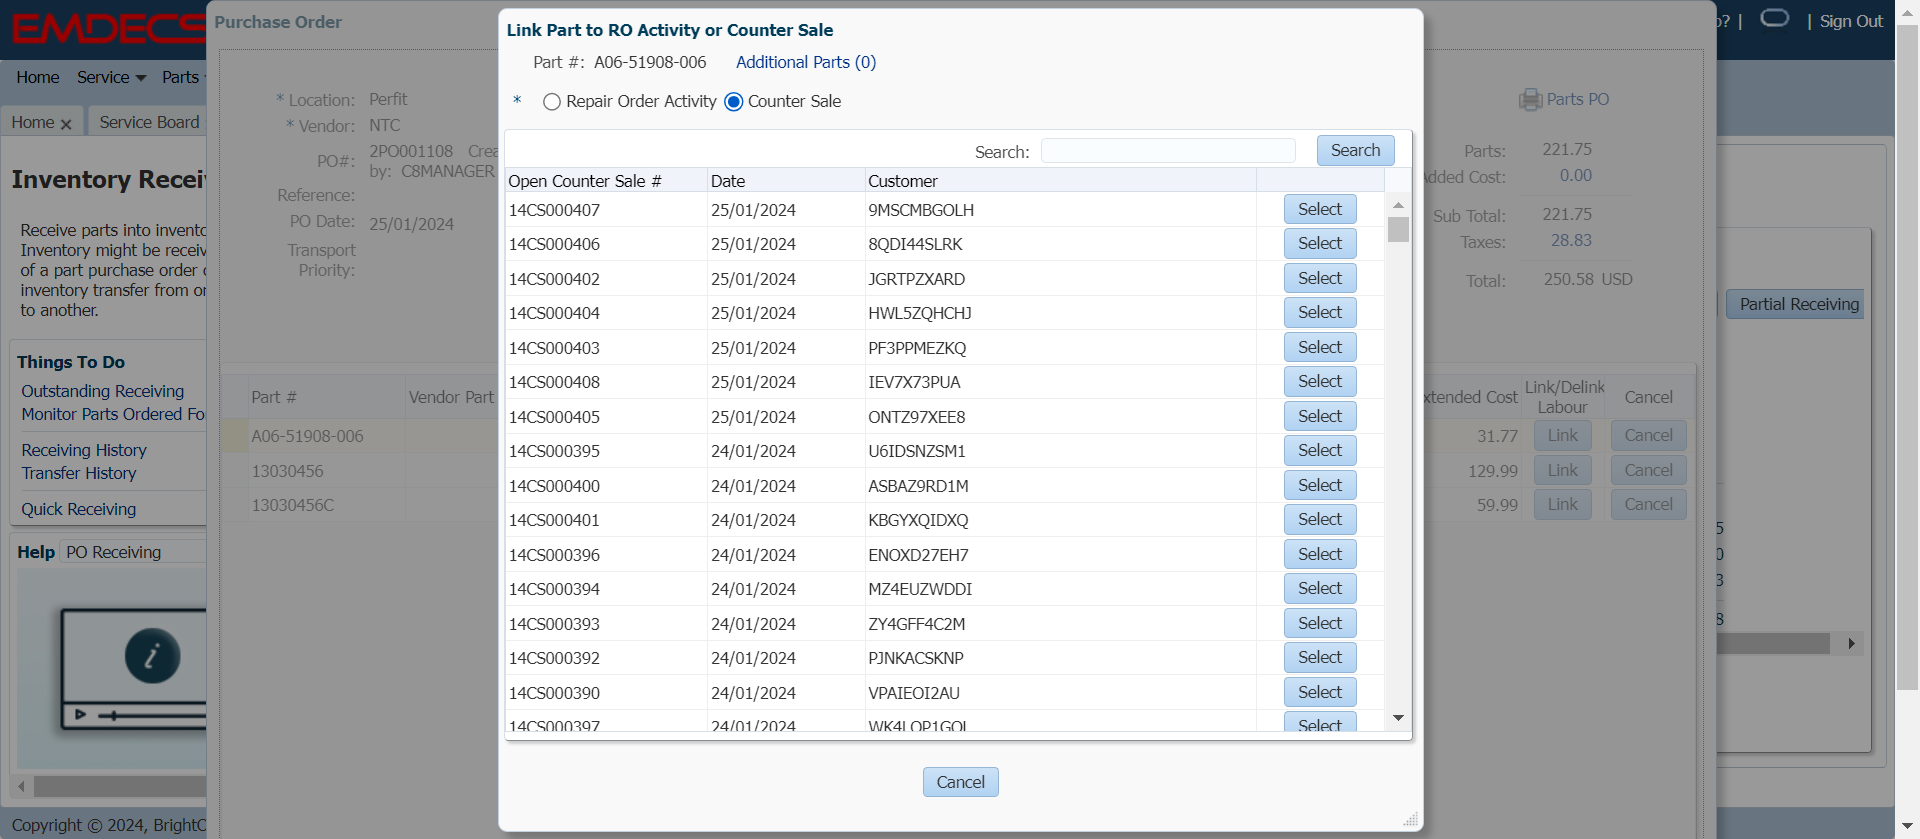 EMDECS
Purchase Order
? |
| Sign Out
Home Service Parts
Home Service Board
Inventory Recei
Receive parts into invento
Inventory might be receiv
of a part purchase order
inventory transfer from or
to another.
Things To Do
Outstanding Receiving
Monitor Parts Ordered Fo
Receiving History
Transfer History
Quick Receiving
Help PO Receiving
Copyright © 2024, BrightO
* Location: Perfit
* Vendor: NTC
PO#: 2PO001108 Crea
by: C8MANAGER
Reference:
PO Date: 25/01/2024
Transport
Priority:
Part # Vendor Part
A06-51908-006
13030456
13030456C
Link Part to RO Activity or Counter Sale
Part #: A06-51908-006 Additional Parts (0)
* Repair Order Activity Counter Sale
Search: Search
Open Counter Sale # Date Customer
14CS000407 25/01/2024 9MSCMBGOLH Select
14CS000406 25/01/2024 8QDI44SLRK Select
14CS000402 25/01/2024 JGRTPZXARD Select
14CS000404 25/01/2024 HWL5ZQHCHJ Select
14CS000403 25/01/2024 PF3PPMEZKQ Select
14CS000408 25/01/2024 IEV7X73PUA Select
14CS000405 25/01/2024 ONTZ97XEE8 Select
14CS000395 24/01/2024 U6IDSNZSM1 Select
14CS000400 24/01/2024 ASBAZ9RD1M Select
14CS000401 24/01/2024 KBGYXQIDXQ Select
14CS000396 24/01/2024 ENOXD27EH7 Select
14CS000394 24/01/2024 MZ4EUZWDDI Select
14CS000393 24/01/2024 ZY4GFF4C2M Select
14CS000392 24/01/2024 PJNKACSKNP Select
14CS000390 24/01/2024 VPAIEOI2AU Select
14CS000397 24/01/2024 WK4LOP1GOL Select
Cancel
Parts PO
Parts: 221.75
Added Cost: 0.00
Sub Total: 221.75
Taxes: 28.83
Total: 250.58 USD
Partial Receiving
xtended Cost Link/Delink Labour Cancel
31.77 Link Cancel
129.99 Link Cancel
59.99 Link Cancel
5
0
3
8